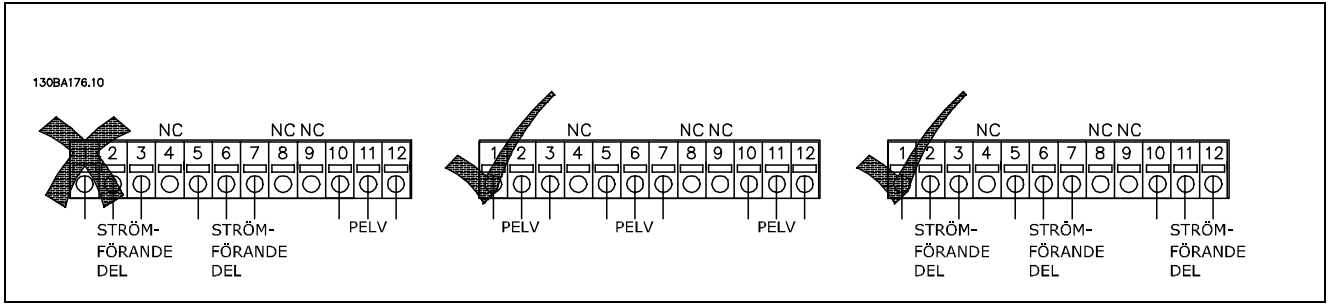 130BA176.10
NC NC NC
2 3 4 5 6 7 8 9 10 11 12
STRÖM-
FÖRANDE
DEL
STRÖM-
FÖRANDE
DEL
PELV
NC NC NC
1 2 3 4 5 6 7 8 9 10 11 12
PELV PELV PELV
NC NC NC
1 2 3 4 5 6 7 8 9 10 11 12
STRÖM-
FÖRANDE
DEL
STRÖM-
FÖRANDE
DEL
STRÖM-
FÖRANDE
DEL